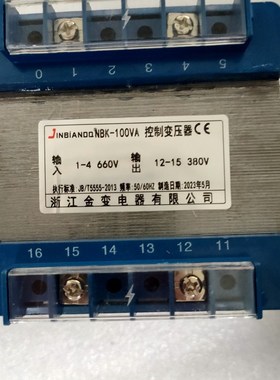 0 1 2 3 4 5
JINBIANDQ NBK-100VA 控制变压器 CE
输入 1-4 660V 输出 12-15 380V
执行标准 JB/T5555-2013 频率:50/60HZ 制造日期:2023年5月
浙江金变电器有限公司
16 15 14 13 12 11